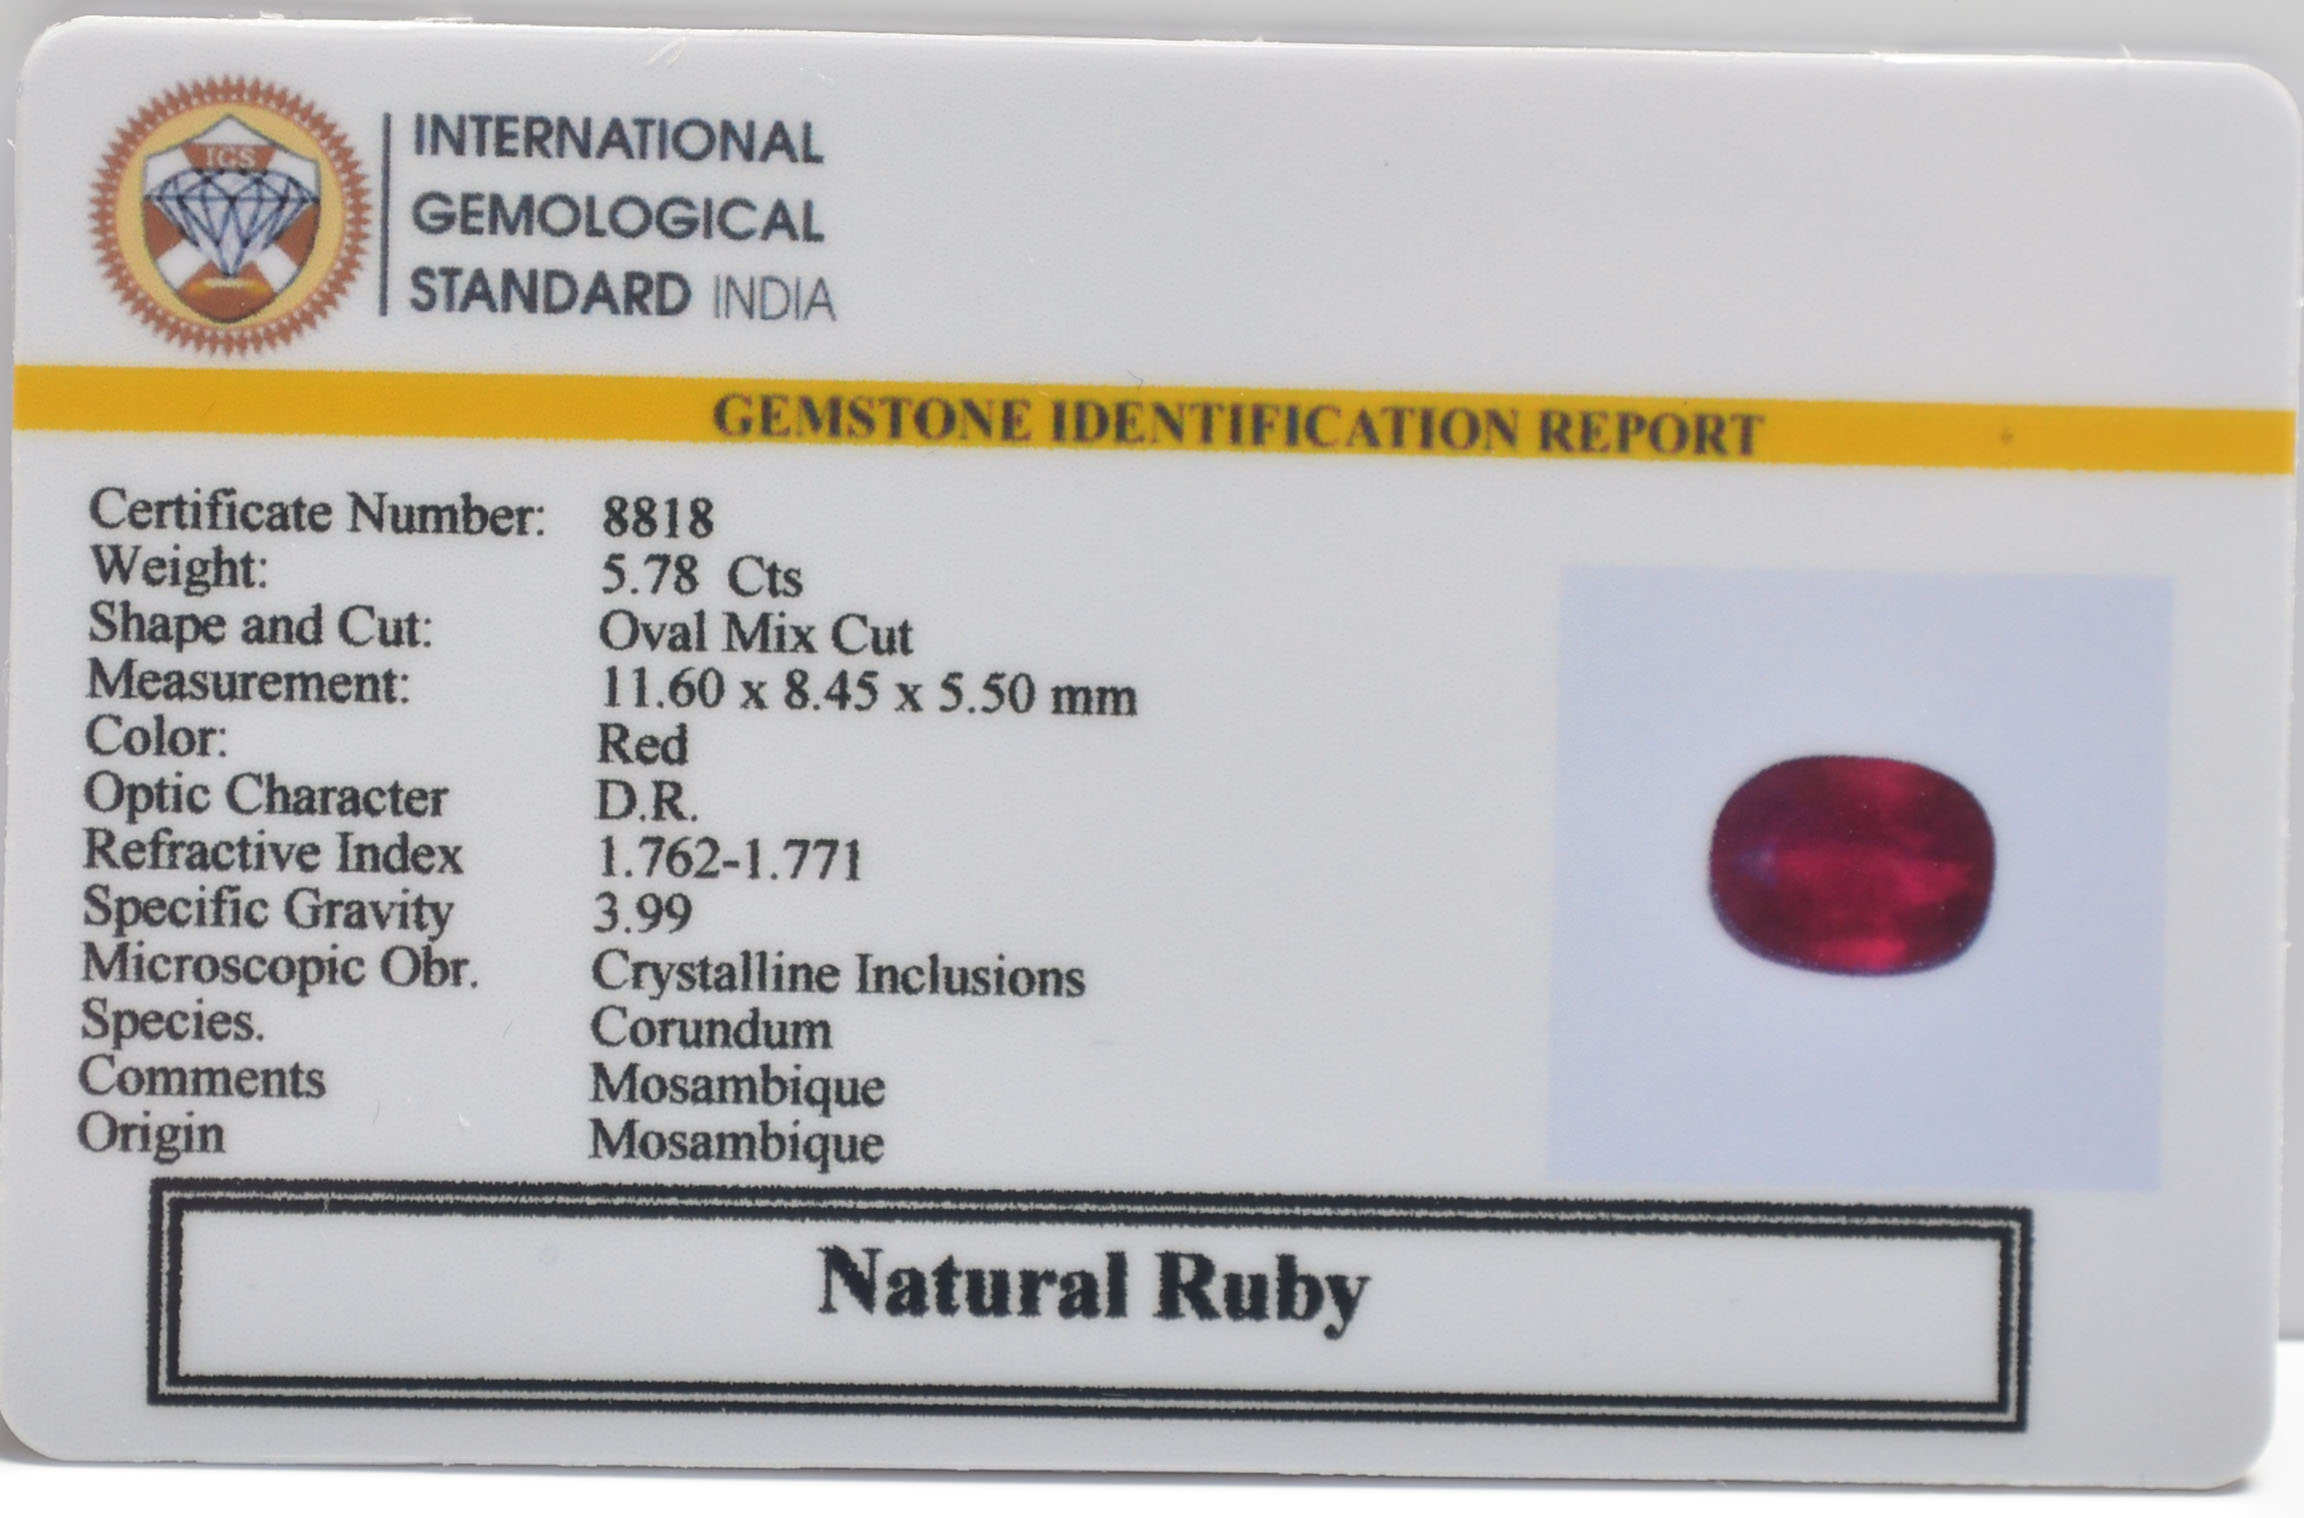 IGS
INTERNATIONAL
GEMOLOGICAL
STANDARD INDIA
GEMSTONE IDENTIFICATION REPORT
Certificate Number: 8818
Weight: 5.78 Cts
Shape and Cut: Oval Mix Cut
Measurement: 11.60 x 8.45 x 5.50 mm
Color: Red
Optic Character D.R.
Refractive Index 1.762-1.771
Specific Gravity 3.99
Microscopic Obr. Crystalline Inclusions
Species. Corundum
Comments Mosambique
Origin Mosambique
Natural Ruby